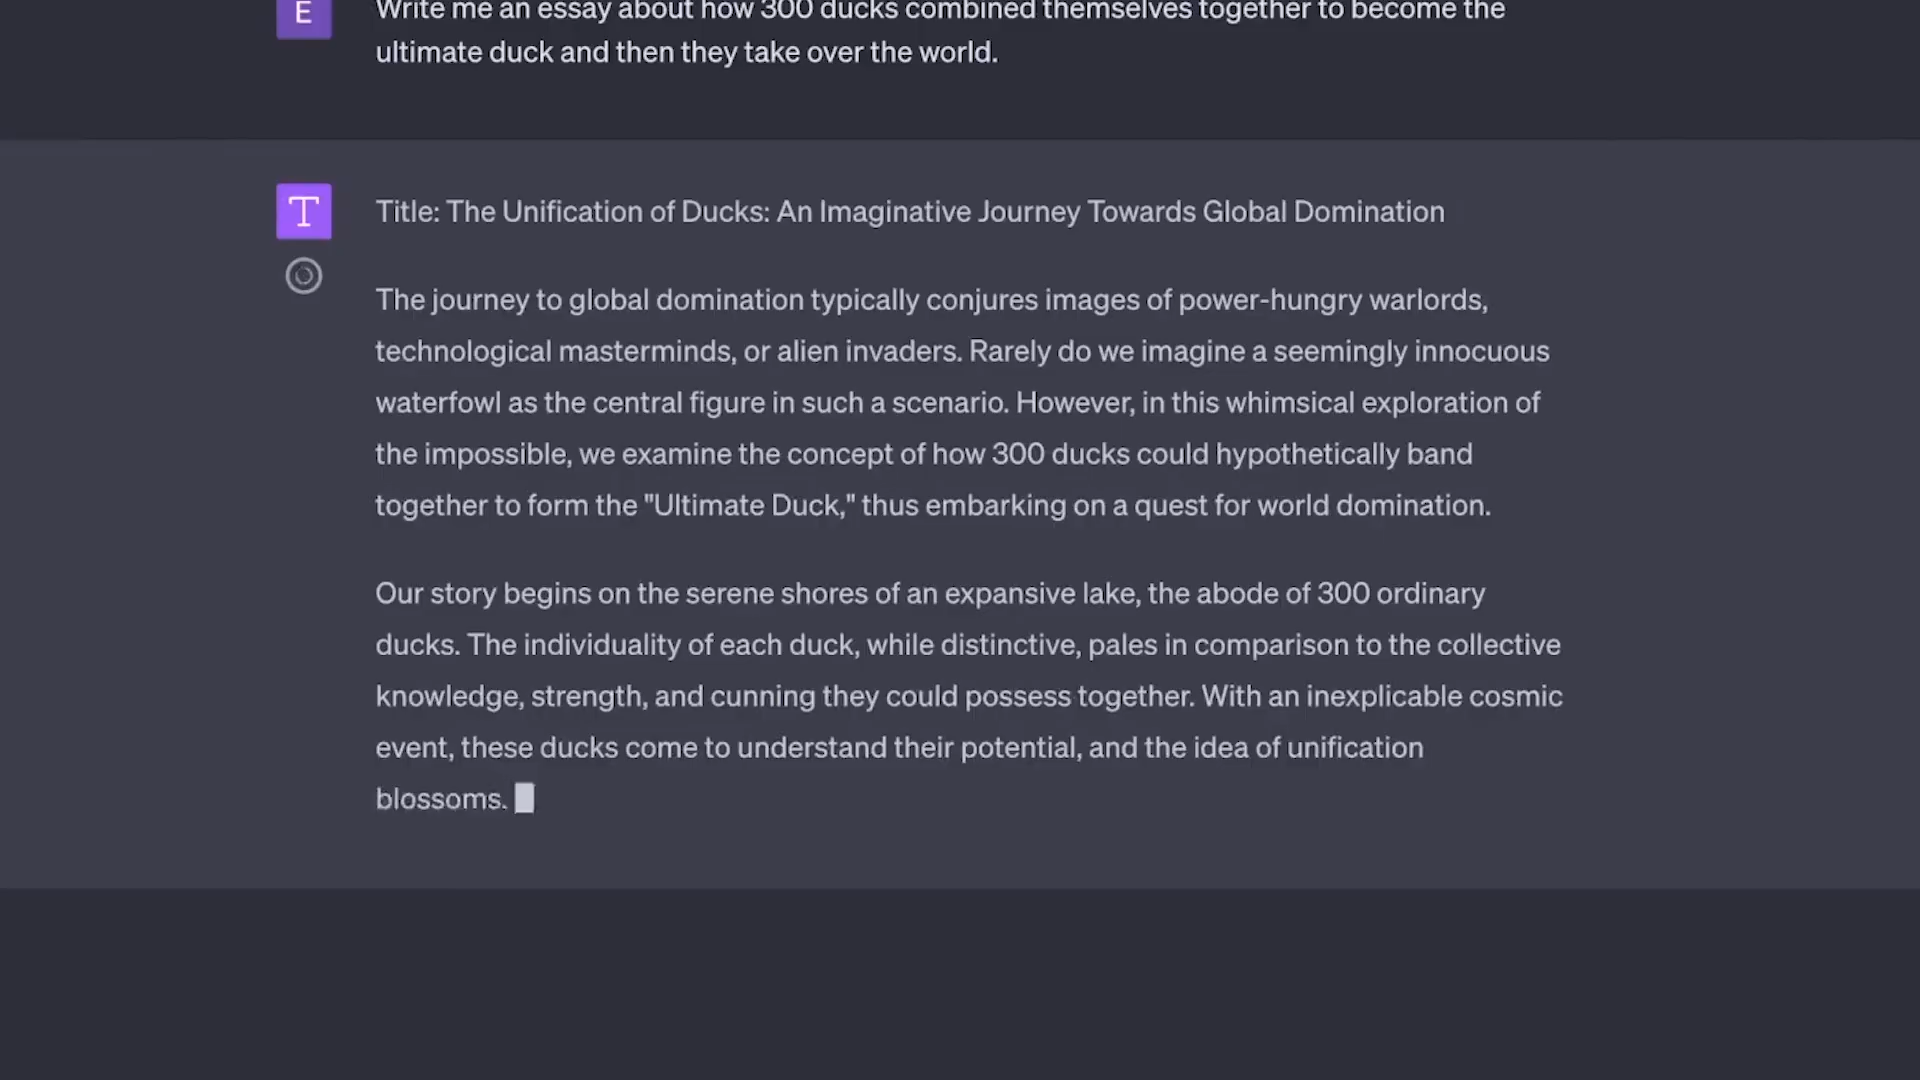 E
Write me an essay about how 300 ducks combined themselves together to become the
ultimate duck and then they take over the world.
T
Title: The Unification of Ducks: An Imaginative Journey Towards Global Domination
The journey to global domination typically conjures images of power-hungry warlords,
technological masterminds, or alien invaders. Rarely do we imagine a seemingly innocuous
waterfowl as the central figure in such a scenario. However, in this whimsical exploration of
the impossible, we examine the concept of how 300 ducks could hypothetically band
together to form the "Ultimate Duck," thus embarking on a quest for world domination.
Our story begins on the serene shores of an expansive lake, the abode of 300 ordinary
ducks. The individuality of each duck, while distinctive, pales in comparison to the collective
knowledge, strength, and cunning they could possess together. With an inexplicable cosmic
event, these ducks come to understand their potential, and the idea of unification
blossoms.